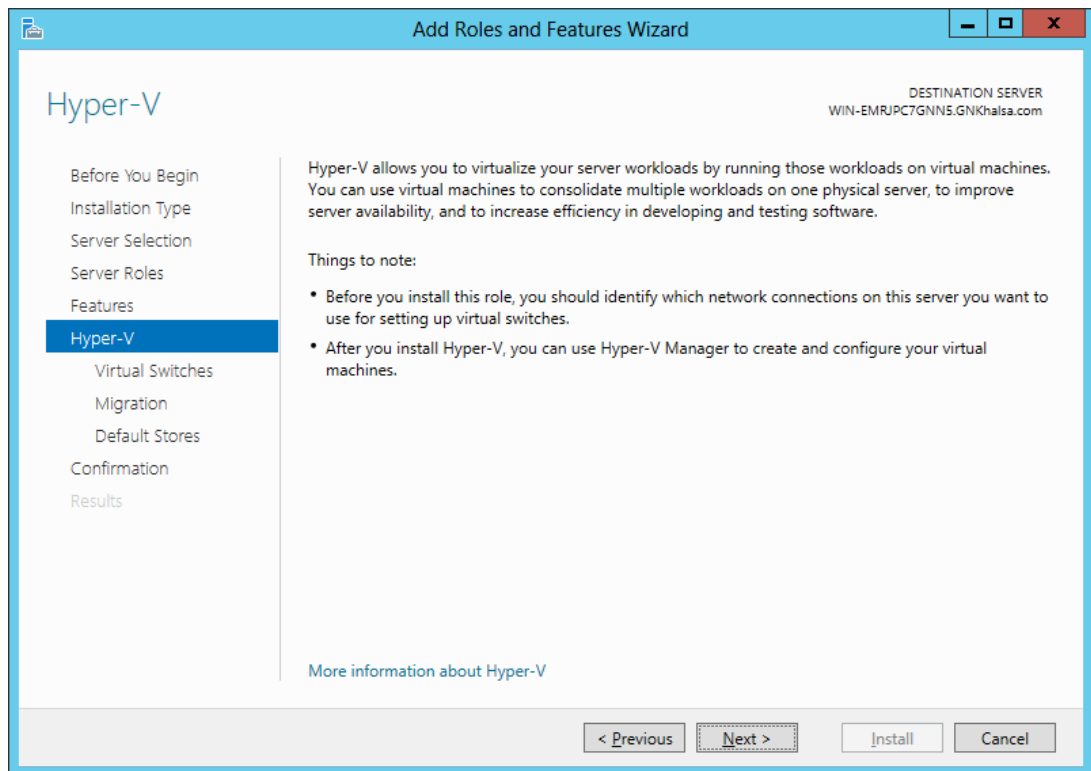 Add Roles and Features Wizard
Hyper-V
DESTINATION SERVER
WIN-EMRJPC7GNN5.GNKhalsa.com
Before You Begin
Installation Type
Server Selection
Server Roles
Features
Hyper-V
Virtual Switches
Migration
Default Stores
Confirmation
Results
Hyper-V allows you to virtualize your server workloads by running those workloads on virtual machines.
You can use virtual machines to consolidate multiple workloads on one physical server, to improve
server availability, and to increase efficiency in developing and testing software.
Things to note:
• Before you install this role, you should identify which network connections on this server you want to
use for setting up virtual switches.
• After you install Hyper-V, you can use Hyper-V Manager to create and configure your virtual
machines.
More information about Hyper-V
< Previous
Next >
Install
Cancel